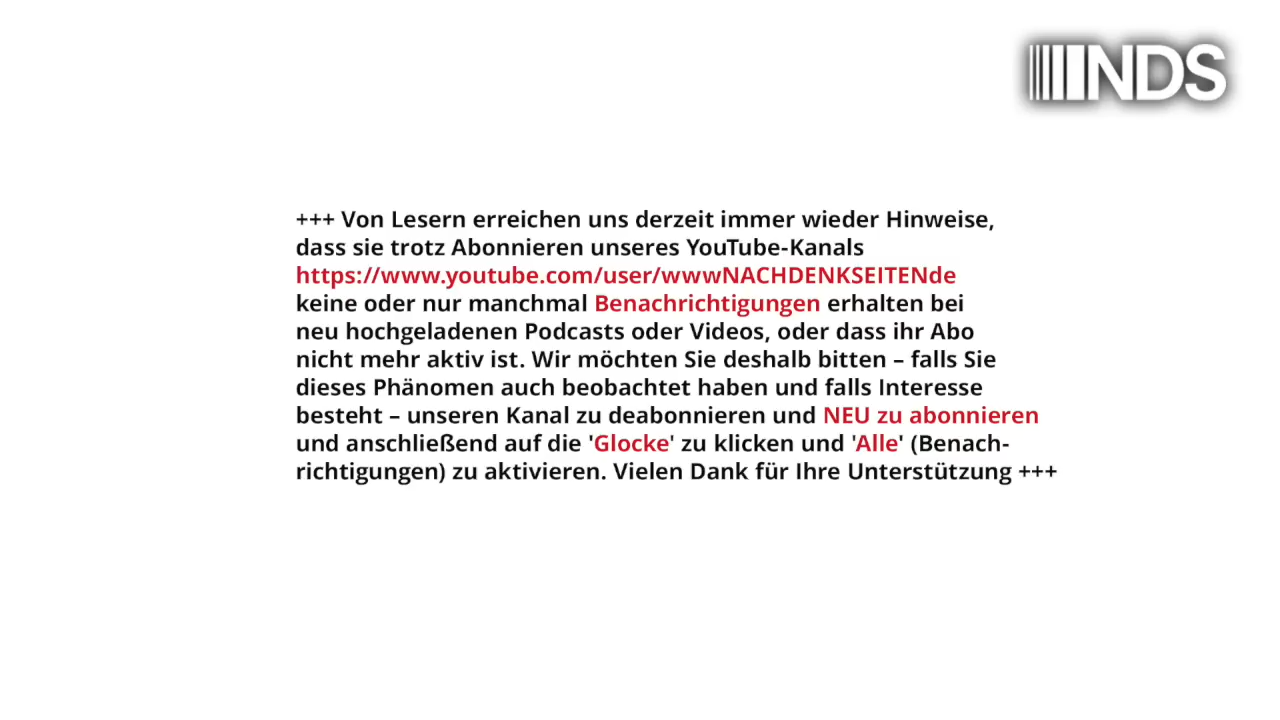 NDS
+++ Von Lesern erreichen uns derzeit immer wieder Hinweise,
dass sie trotz Abonnieren unseres YouTube-Kanals
https://www.youtube.com/user/wwwNACHDENKSEITENde
keine oder nur manchmal Benachrichtigungen erhalten bei
neu hochgeladenen Podcasts oder Videos, oder dass ihr Abo
nicht mehr aktiv ist. Wir möchten Sie deshalb bitten – falls Sie
dieses Phänomen auch beobachtet haben und falls Interesse
besteht – unseren Kanal zu deabonnieren und NEU zu abonnieren
und anschließend auf die 'Glocke' zu klicken und 'Alle' (Benach-
richtigungen) zu aktivieren. Vielen Dank für Ihre Unterstützung +++